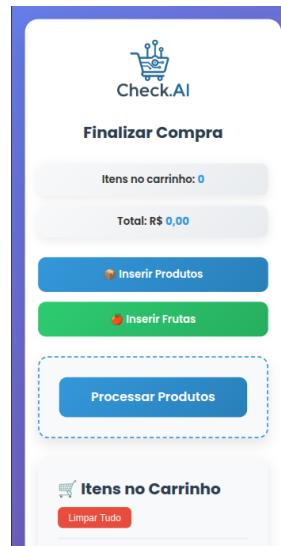 Check.AI
Finalizar Compra
Itens no carrinho: 0
Total: R$ 0,00
📦 Inserir Produtos
🍎 Inserir Frutas
Processar Produtos
🛒 Itens no Carrinho
Limpar Tudo